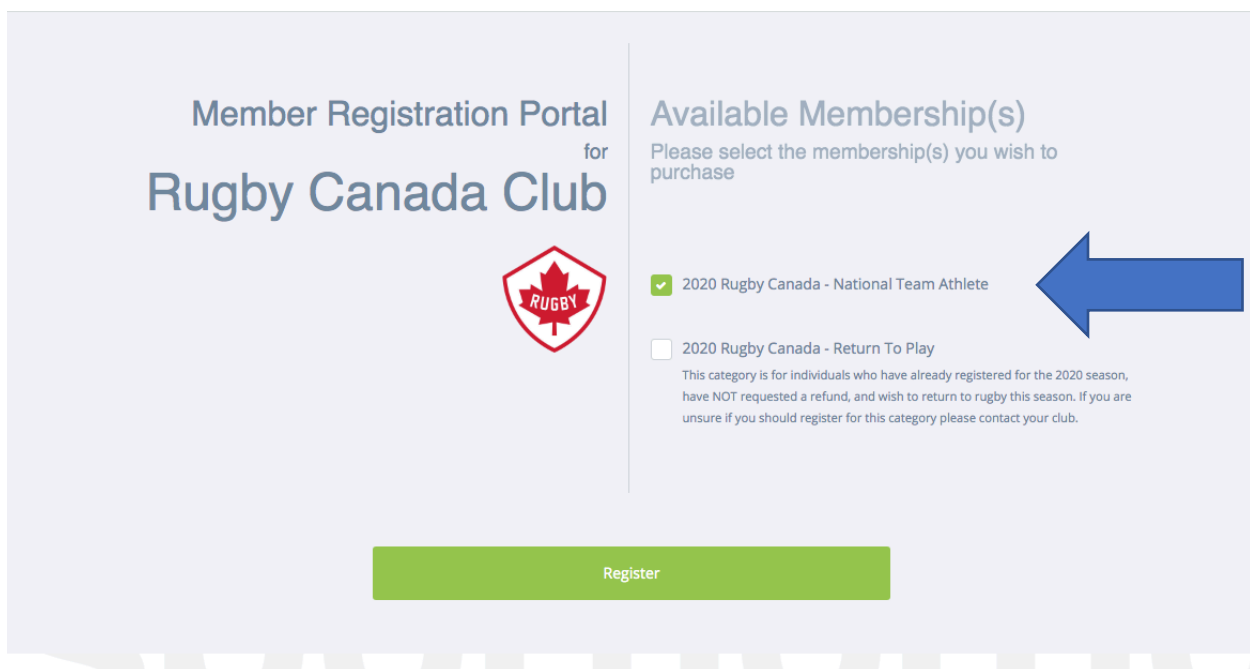 Member Registration Portal
for
Rugby Canada Club
RUGBY
Available Membership(s)
Please select the membership(s) you wish to
purchase
2020 Rugby Canada - National Team Athlete
2020 Rugby Canada - Return To Play
This category is for individuals who have already registered for the 2020 season,
have NOT requested a refund, and wish to return to rugby this season. If you are
unsure if you should register for this category please contact your club.
Register